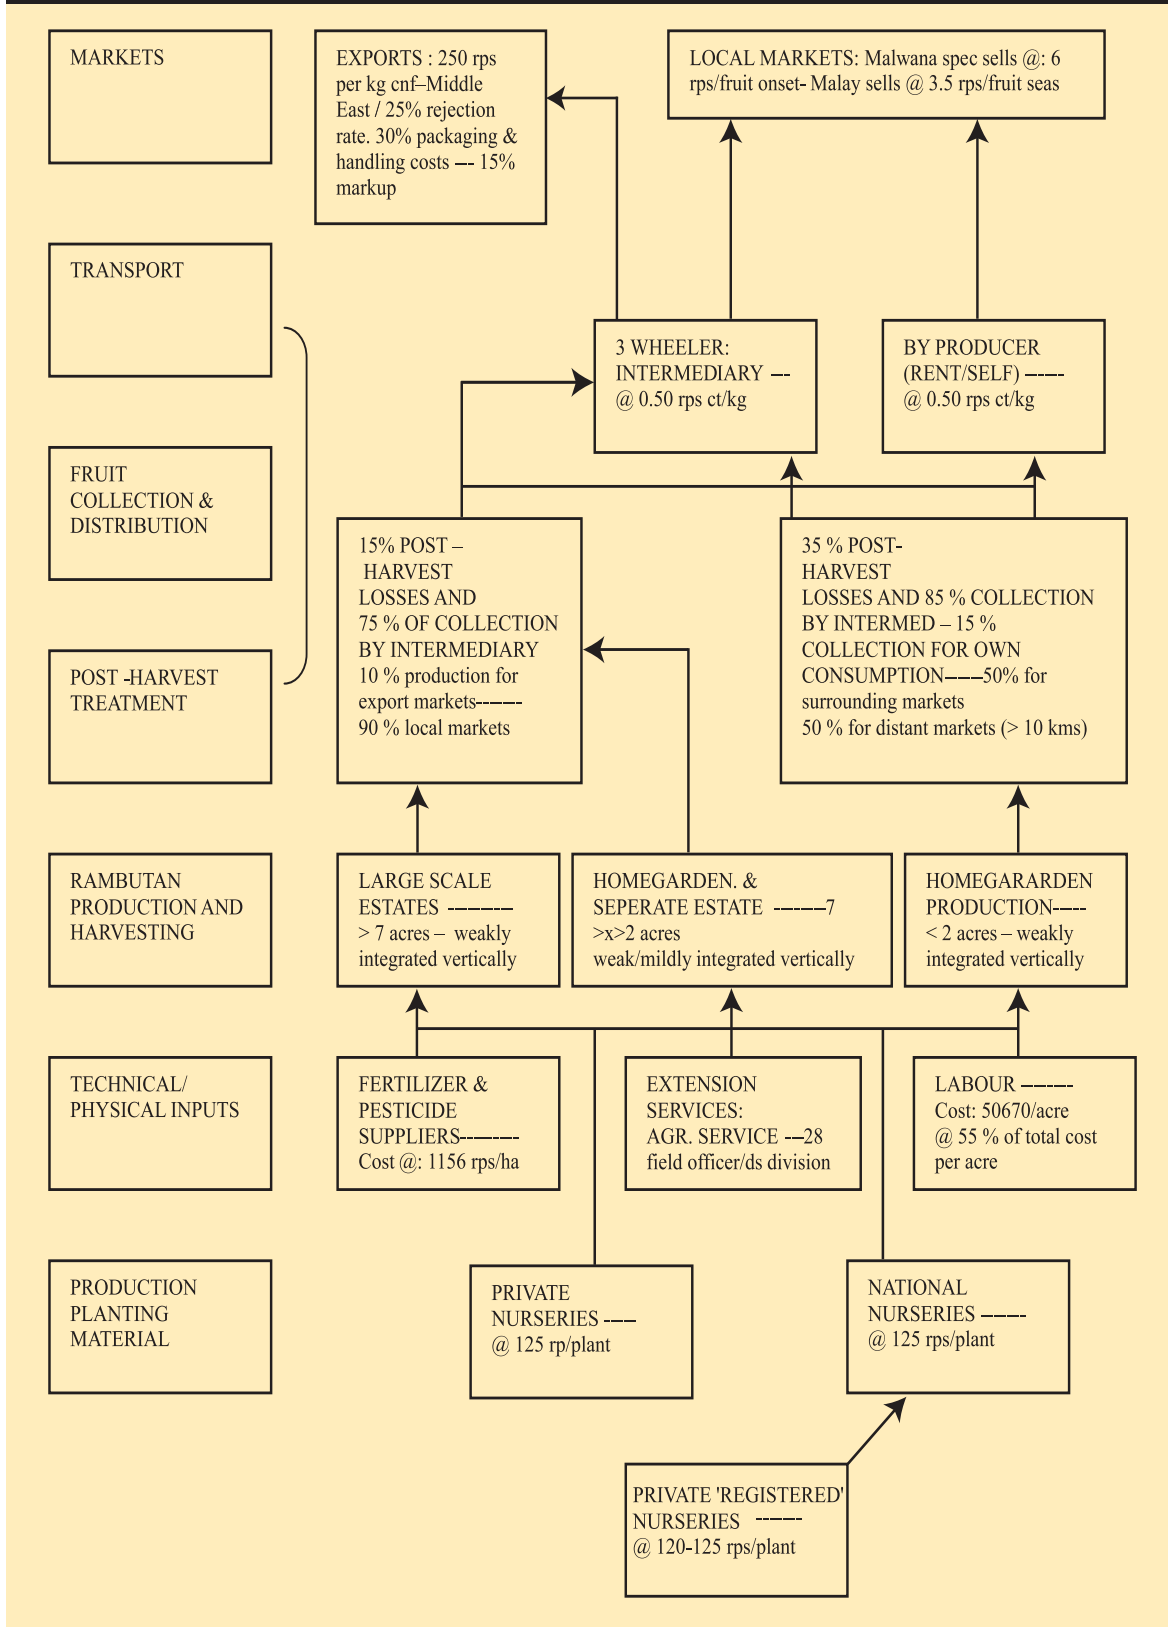 MARKETS
EXPORTS : 250 rps
per kg cnf–Middle
East / 25% rejection
rate. 30% packaging &
handling costs --- 15%
markup
LOCAL MARKETS: Malwana spec sells @: 6
rps/fruit onset- Malay sells @ 3.5 rps/fruit seas
TRANSPORT
3 WHEELER:
INTERMEDIARY ----
@ 0.50 rps ct/kg
BY PRODUCER
(RENT/SELF) -------
@ 0.50 rps ct/kg
FRUIT
COLLECTION &
DISTRIBUTION
15% POST –
HARVEST
LOSSES AND
75 % OF COLLECTION
BY INTERMEDIARY
10 % production for
export markets--------
90 % local markets
35 % POST-
HARVEST
LOSSES AND 85 % COLLECTION
BY INTERMED – 15 %
COLLECTION FOR OWN
CONSUMPTION------50% for
surrounding markets
50 % for distant markets (> 10 kms)
POST -HARVEST
TREATMENT
RAMBUTAN
PRODUCTION AND
HARVESTING
LARGE SCALE
ESTATES -----------
> 7 acres – weakly
integrated vertically
HOMEGARDEN. &
SEPERATE ESTATE ---------7
>x>2 acres
weak/mildly integrated vertically
HOMEGARARDEN
PRODUCTION-----
< 2 acres – weakly
integrated vertically
TECHNICAL/
PHYSICAL INPUTS
FERTILIZER &
PESTICIDE
SUPPLIERS----------
Cost @: 1156 rps/ha
EXTENSION
SERVICES:
AGR. SERVICE ---28
field officer/ds division
LABOUR --------
Cost: 50670/acre
@ 55 % of total cost
per acre
PRODUCTION
PLANTING
MATERIAL
PRIVATE
NURSERIES -----
@ 125 rp/plant
NATIONAL
NURSERIES --------
@ 125 rps/plant
PRIVATE 'REGISTERED'
NURSERIES --------
@ 120-125 rps/plant